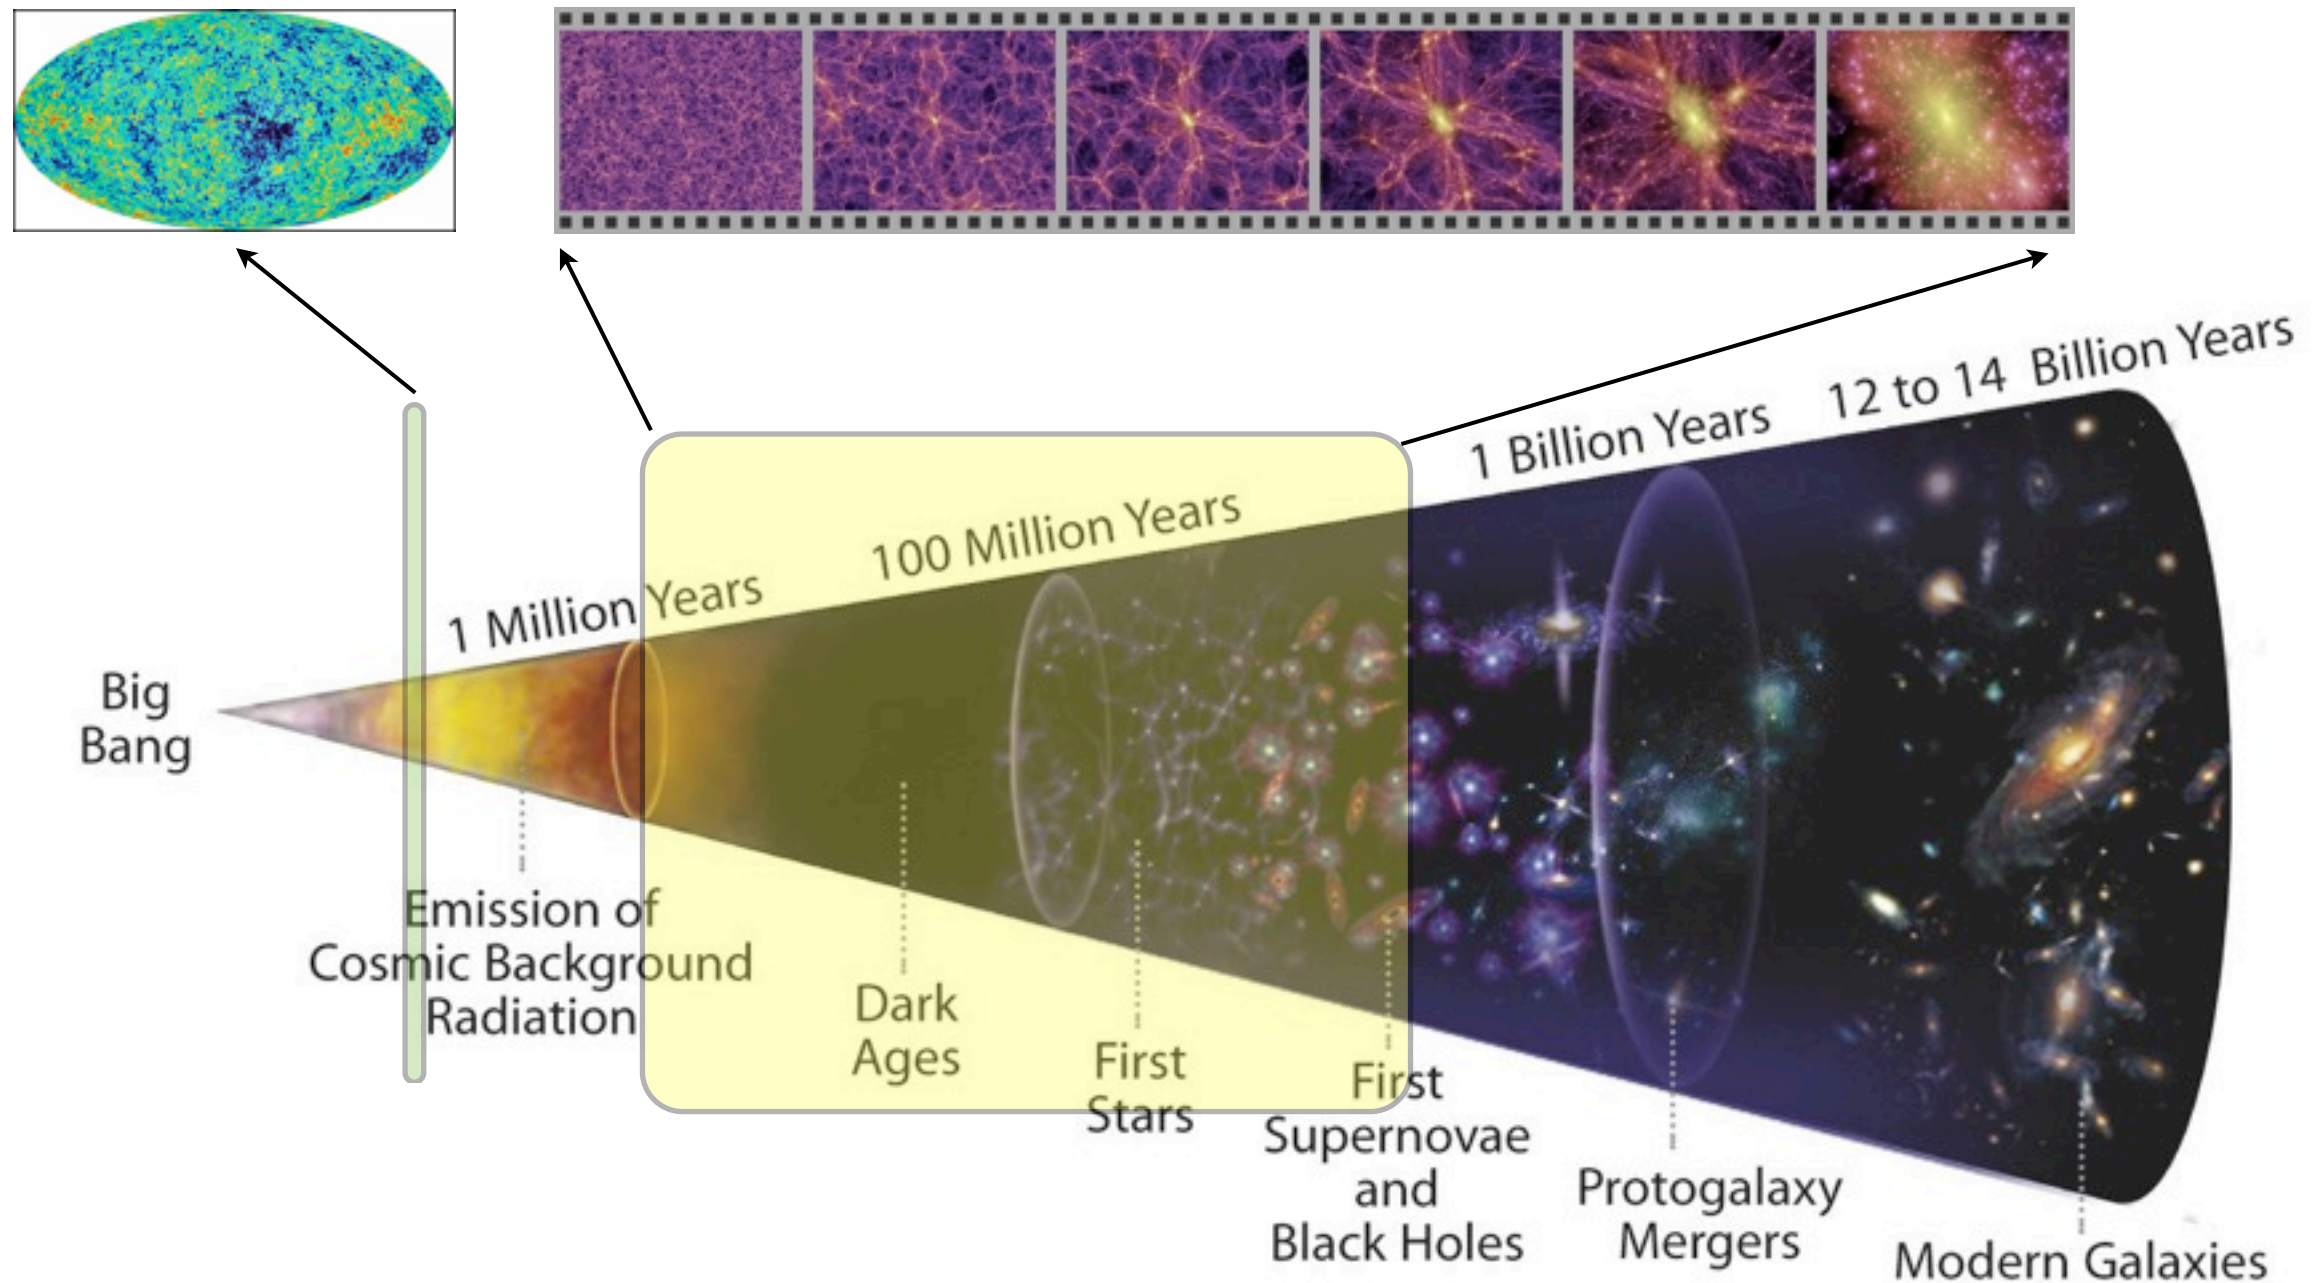 12 to 14 Billion Years
1 Billion Years
100 Million Years
1 Million Years
Big
Bang
Emission of
Cosmic Background
Radiation
Dark
Ages
First
Stars
First
Supernovae
and
Black Holes
Protogalaxy
Mergers
Modern Galaxies